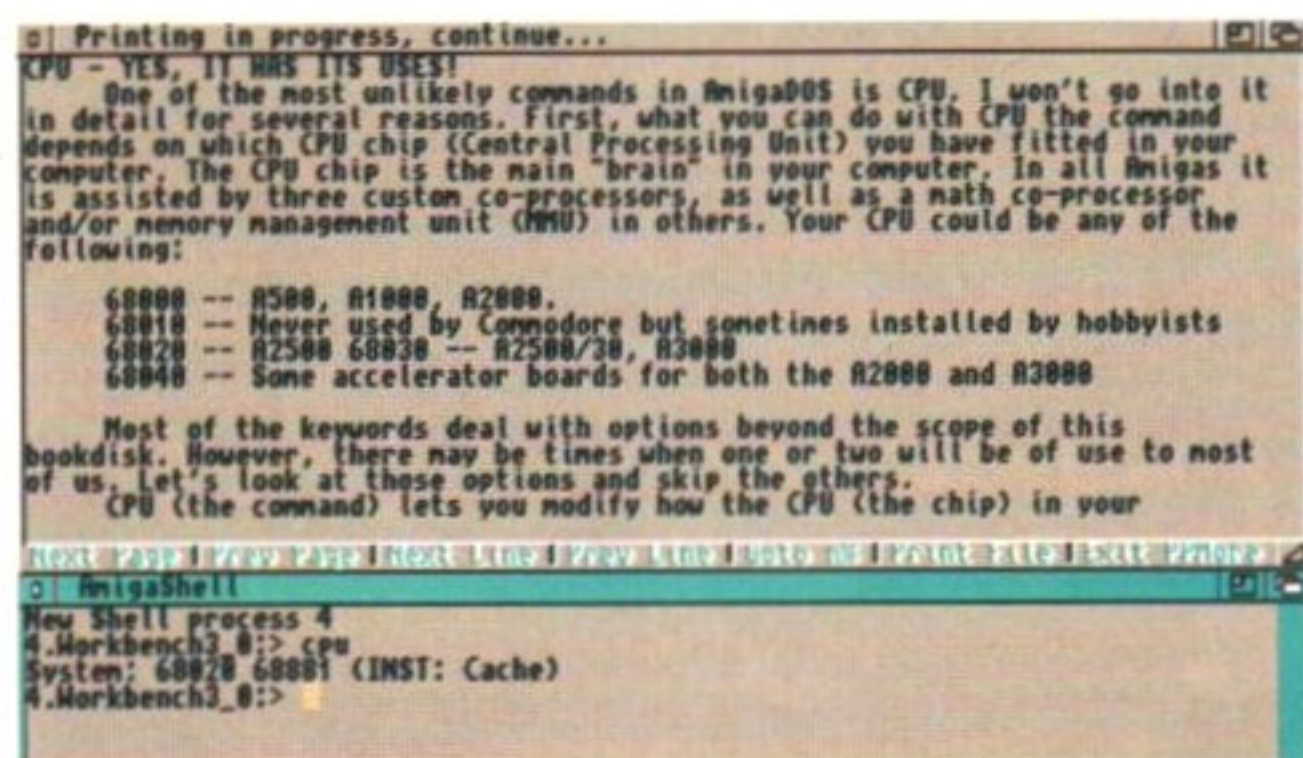 Printing in progress, continue...
CPU - YES, IT HAS ITS USES!
One of the most unlikely commands in AmigaDOS is CPU. I won't go into it
in detail for several reasons. First, what you can do with CPU the command
depends on which CPU chip (Central Processing Unit) you have fitted in your
computer. The CPU chip is the main "brain" in your computer. In all Amigas it
is assisted by three custom co-processors, as well as a math co-processor
and/or memory management unit (MMU) in others. Your CPU could be any of the
following:
68000 -- A500, A1000, A2000.
68010 -- Never used by Commodore but sometimes installed by hobbyists
68020 -- A2500 68030 -- A2500/30, A3000
68040 -- Some accelerator boards for both the A2000 and A3000
Most of the keywords deal with options beyond the scope of this
bookdisk. However, there may be times when one or two will be of use to most
of us. Let's look at those options and skip the others.
CPU (the command) lets you modify how the CPU (the chip) in your
Next Page | Prev Page | Next Line | Prev Line | Goto n% | Print File | Exit PPMore
AmigaShell
New Shell process 4
4.Workbench3_0:> cpu
System: 68020 68881 (INST: Cache)
4.Workbench3_0:>